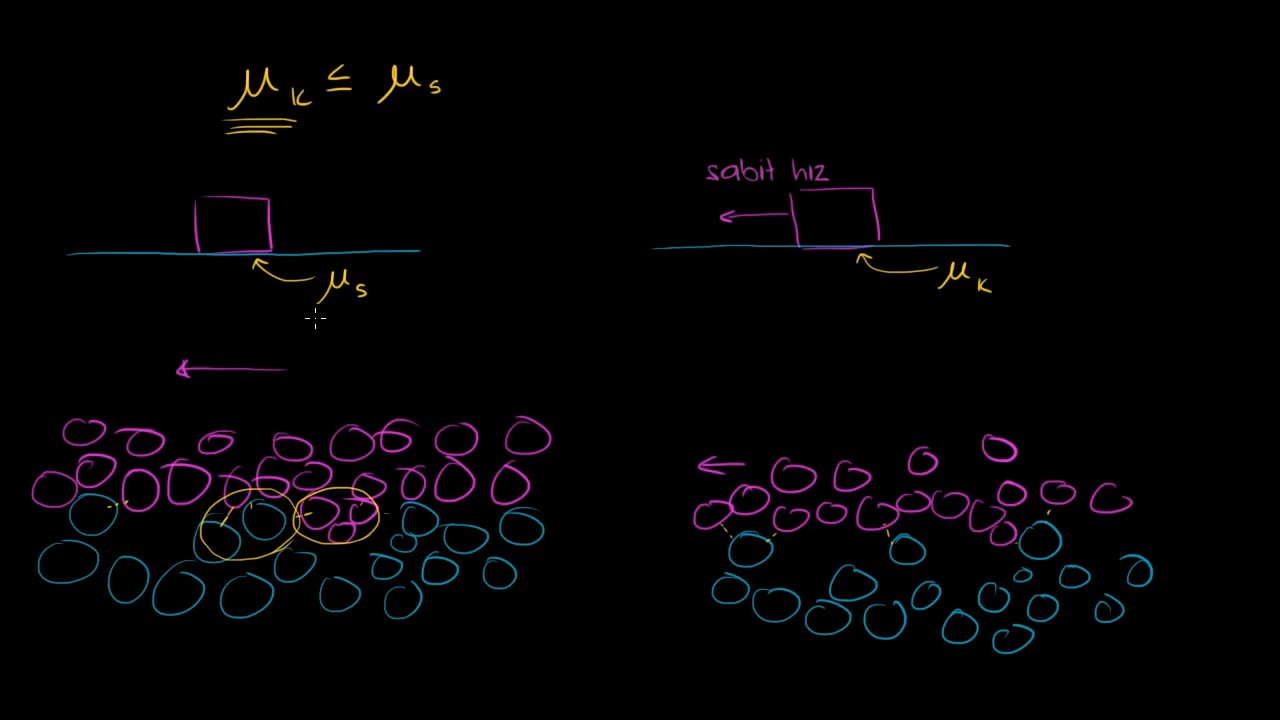 μₖ ≤ μₛ
sabit hız
μₛ
μₖ